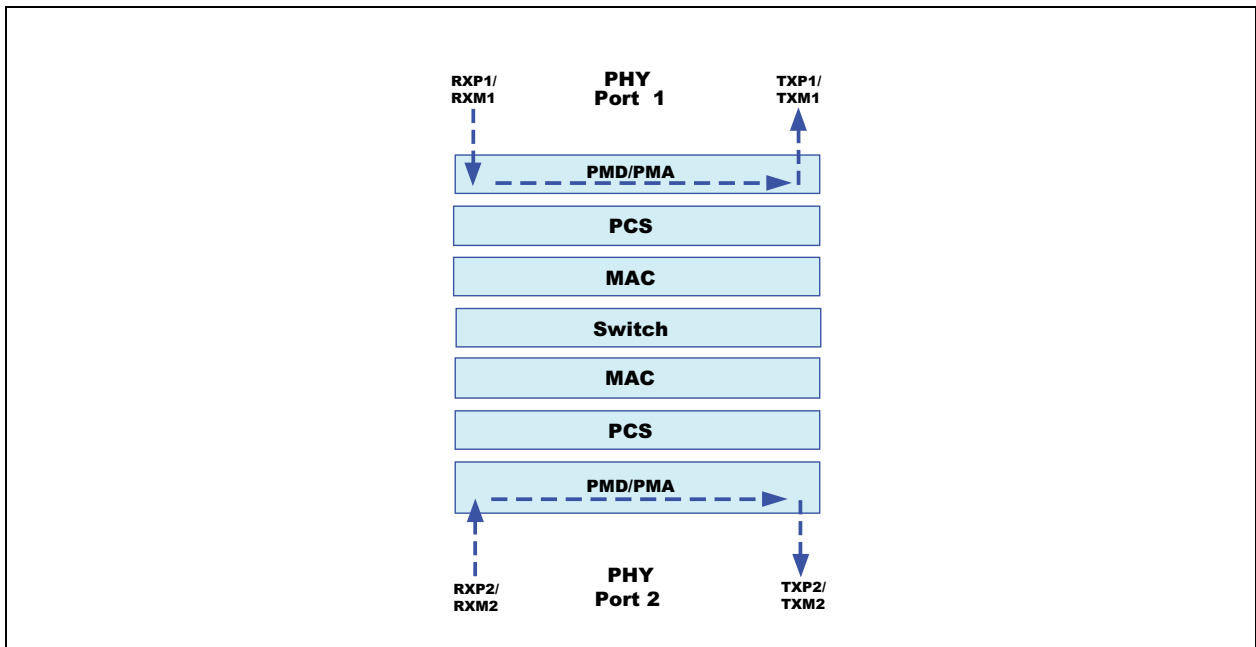 RXP1/
RXM1
PHY
Port 1
TXP1/
TXM1
PMD/PMA
PCS
MAC
Switch
MAC
PCS
PMD/PMA
RXP2/
RXM2
PHY
Port 2
TXP2/
TXM2